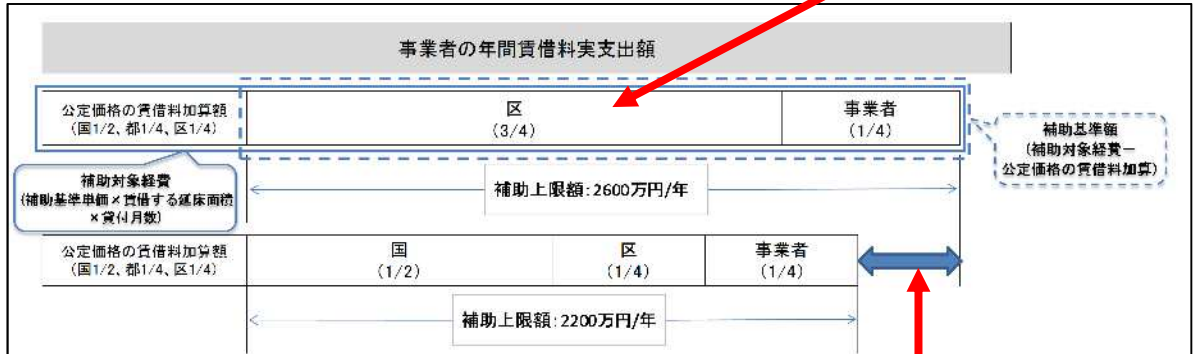 事業者の年間賃借料実支出額
公定価格の賃借料加算額
(国1/2、都1/4、区1/4)
区
(3/4)
事業者
(1/4)
補助基準額
(補助対象経費ー
公定価格の賃借料加算)
補助対象経費
(補助基準単価×賃借する延床面積
×貸付月数)
補助上限額:2600万円/年
公定価格の賃借料加算額
(国1/2、都1/4、区1/4)
国
(1/2)
区
(1/4)
事業者
(1/4)
補助上限額:2200万円/年